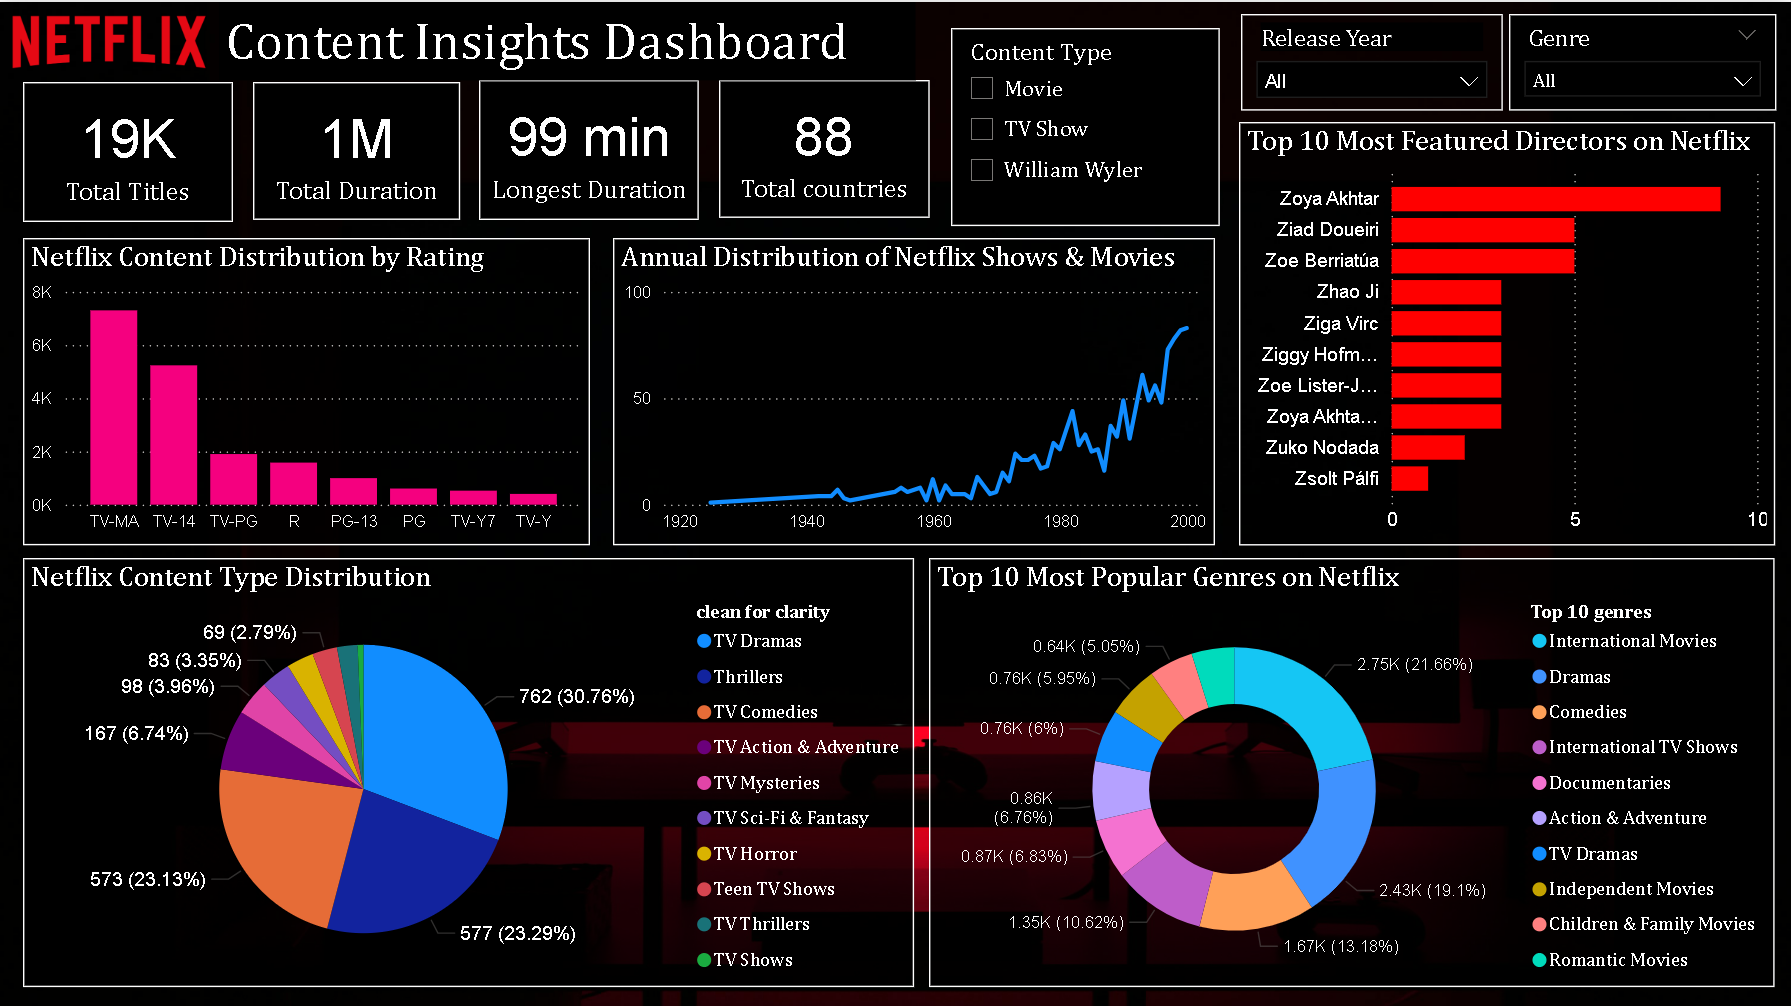 NETFLIX Content Insights Dashboard
19K
Total Titles
1M
Total Duration
99 min
Longest Duration
88
Total countries
Content Type
Movie
TV Show
William Wyler
Release Year
All
Genre
All
Netflix Content Distribution by Rating
8K
6K
4K
2K
0K
TV-MA TV-14 TV-PG R PG-13 PG TV-Y7 TV-Y
Annual Distribution of Netflix Shows & Movies
100
50
0
1920 1940 1960 1980 2000
Top 10 Most Featured Directors on Netflix
Zoya Akhtar
Ziad Doueiri
Zoe Berriatúa
Zhao Ji
Ziga Virc
Ziggy Hofm...
Zoe Lister-J...
Zoya Akhta...
Zuko Nodada
Zsolt Pálfi
0 5 10
Netflix Content Type Distribution
69 (2.79%)
83 (3.35%)
98 (3.96%)
167 (6.74%)
573 (23.13%)
762 (30.76%)
577 (23.29%)
clean for clarity
TV Dramas
Thrillers
TV Comedies
TV Action & Adventure
TV Mysteries
TV Sci-Fi & Fantasy
TV Horror
Teen TV Shows
TV Thrillers
TV Shows
Top 10 Most Popular Genres on Netflix
0.64K (5.05%)
0.76K (5.95%)
0.76K (6%)
0.86K
(6.76%)
0.87K (6.83%)
1.35K (10.62%)
2.75K (21.66%)
2.43K (19.1%)
1.67K (13.18%)
Top 10 genres
International Movies
Dramas
Comedies
International TV Shows
Documentaries
Action & Adventure
TV Dramas
Independent Movies
Children & Family Movies
Romantic Movies